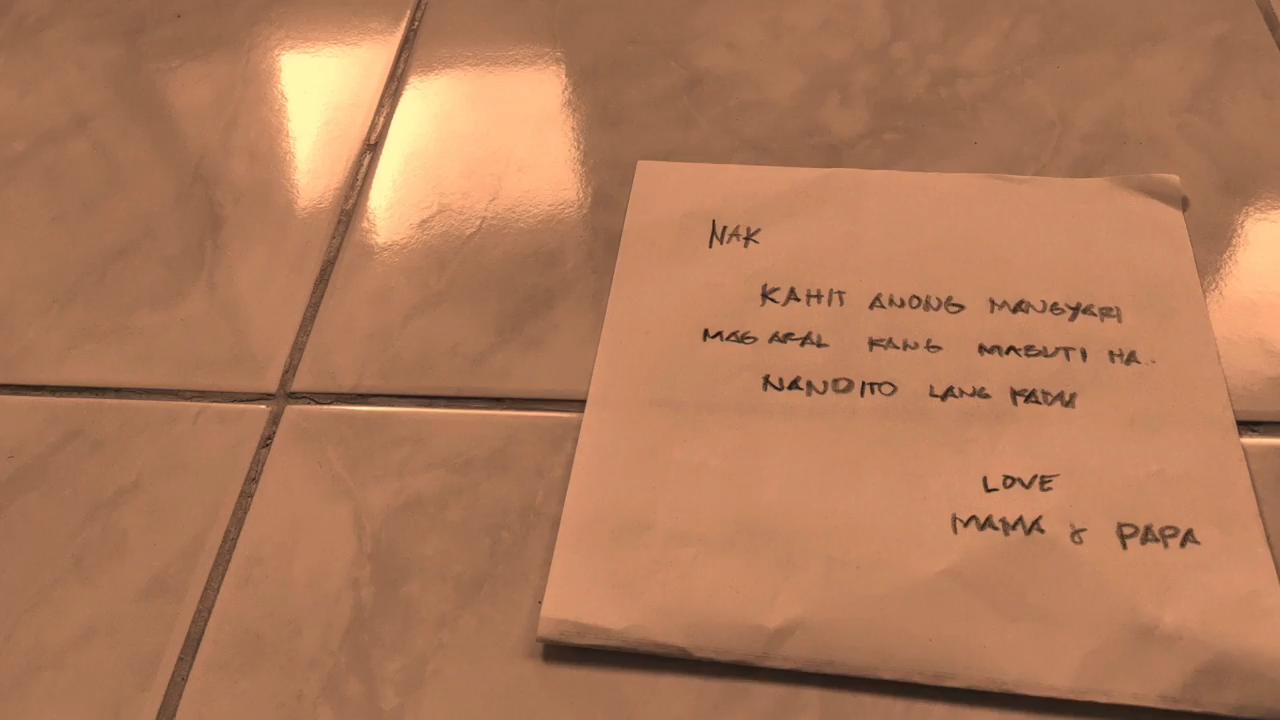 NAK
KAHIT ANONG MANGYARI
MAG ARAL KANG MABUTI HA..
NANDITO LANG KAMI
LOVE
MAMA & PAPA